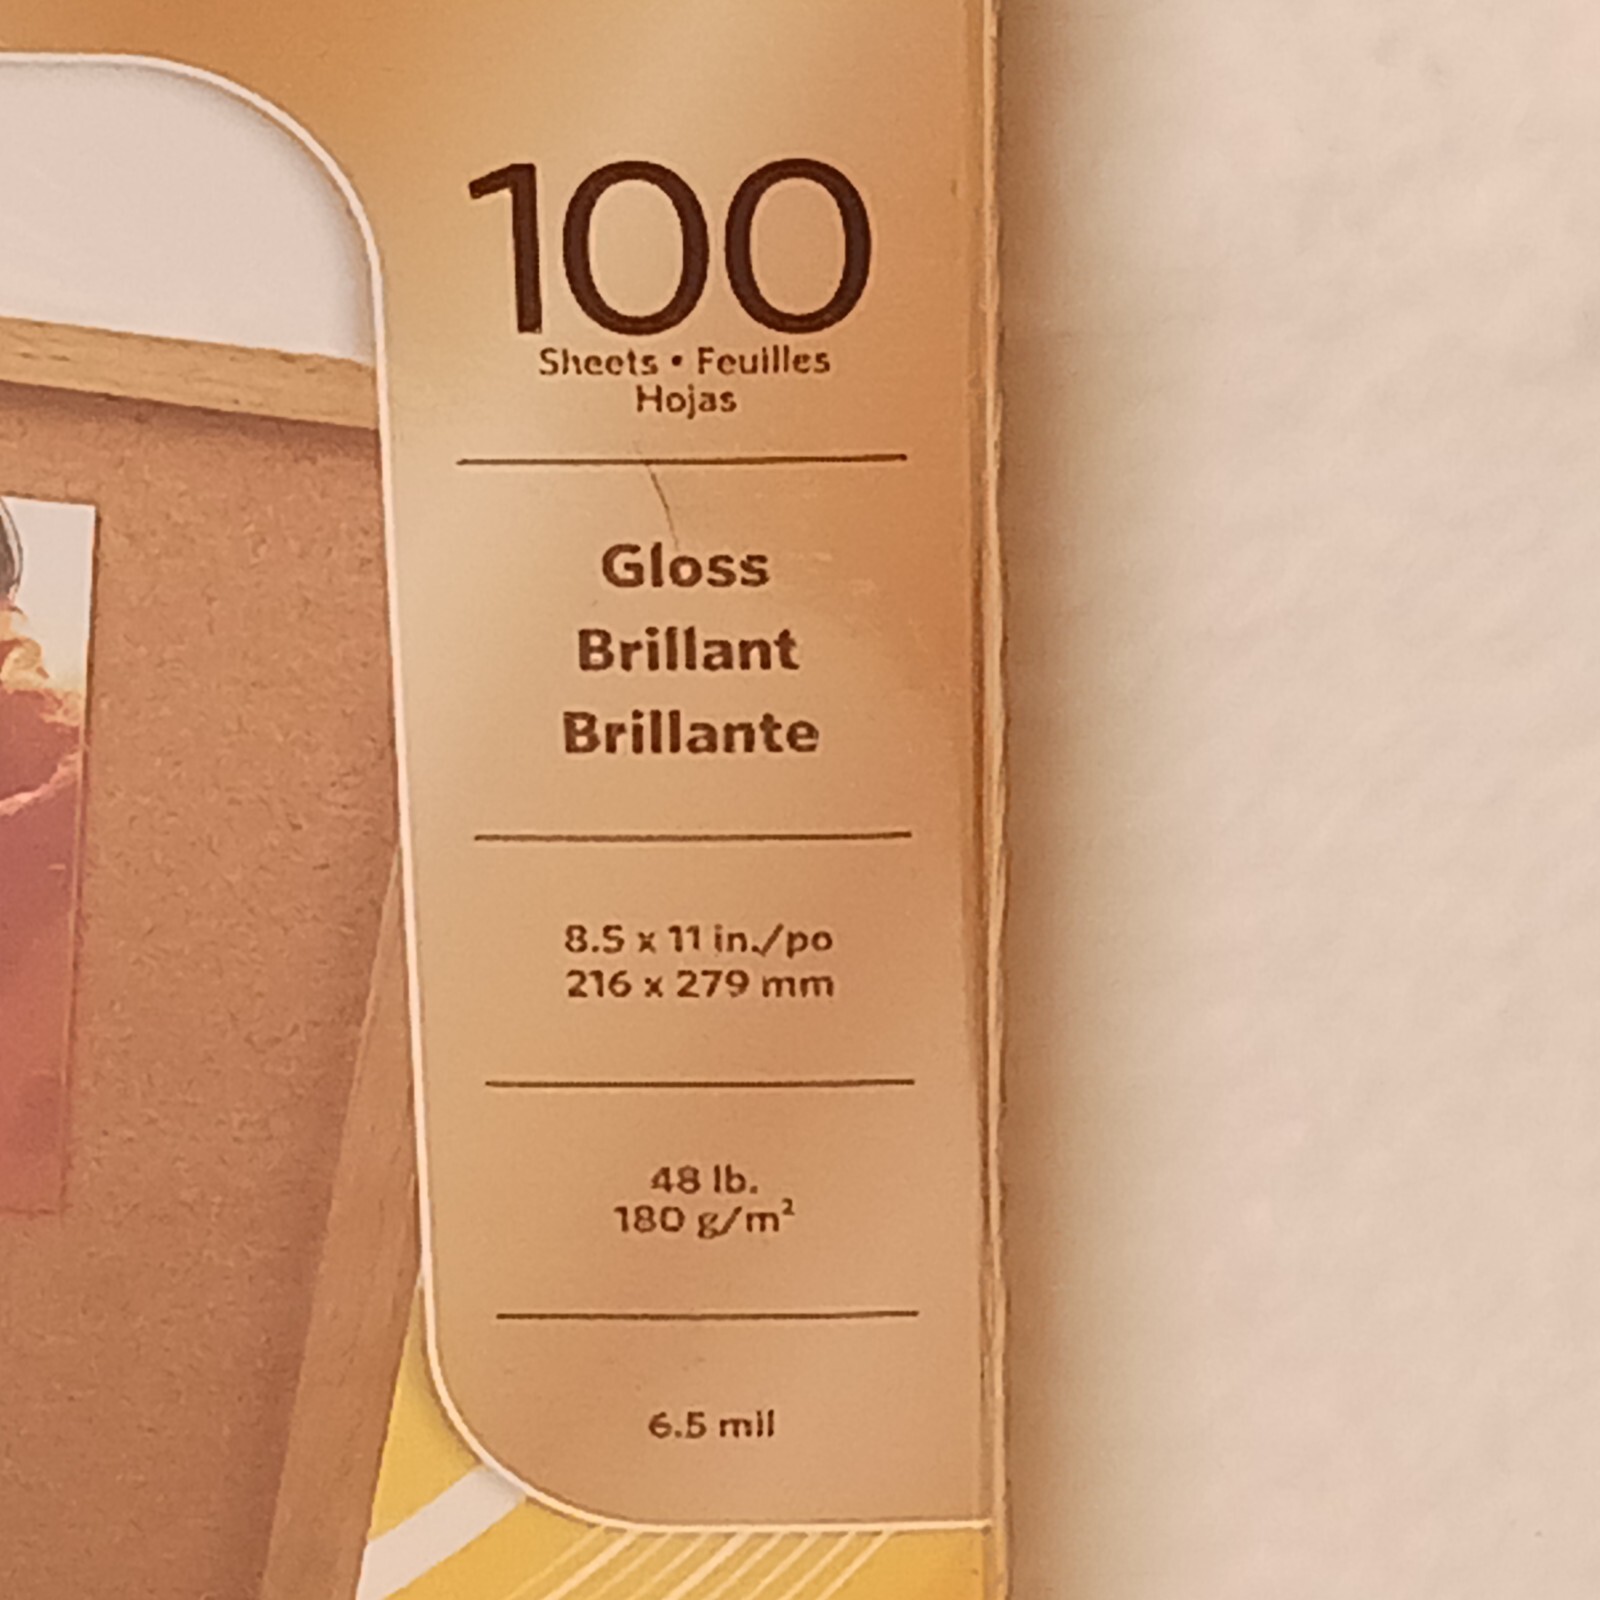 100
Sheets • Feuilles
Hojas
Gloss
Brillant
Brillante
8.5 x 11 in./po
216 x 279 mm
48 lb.
180 g/m²
6.5 mil